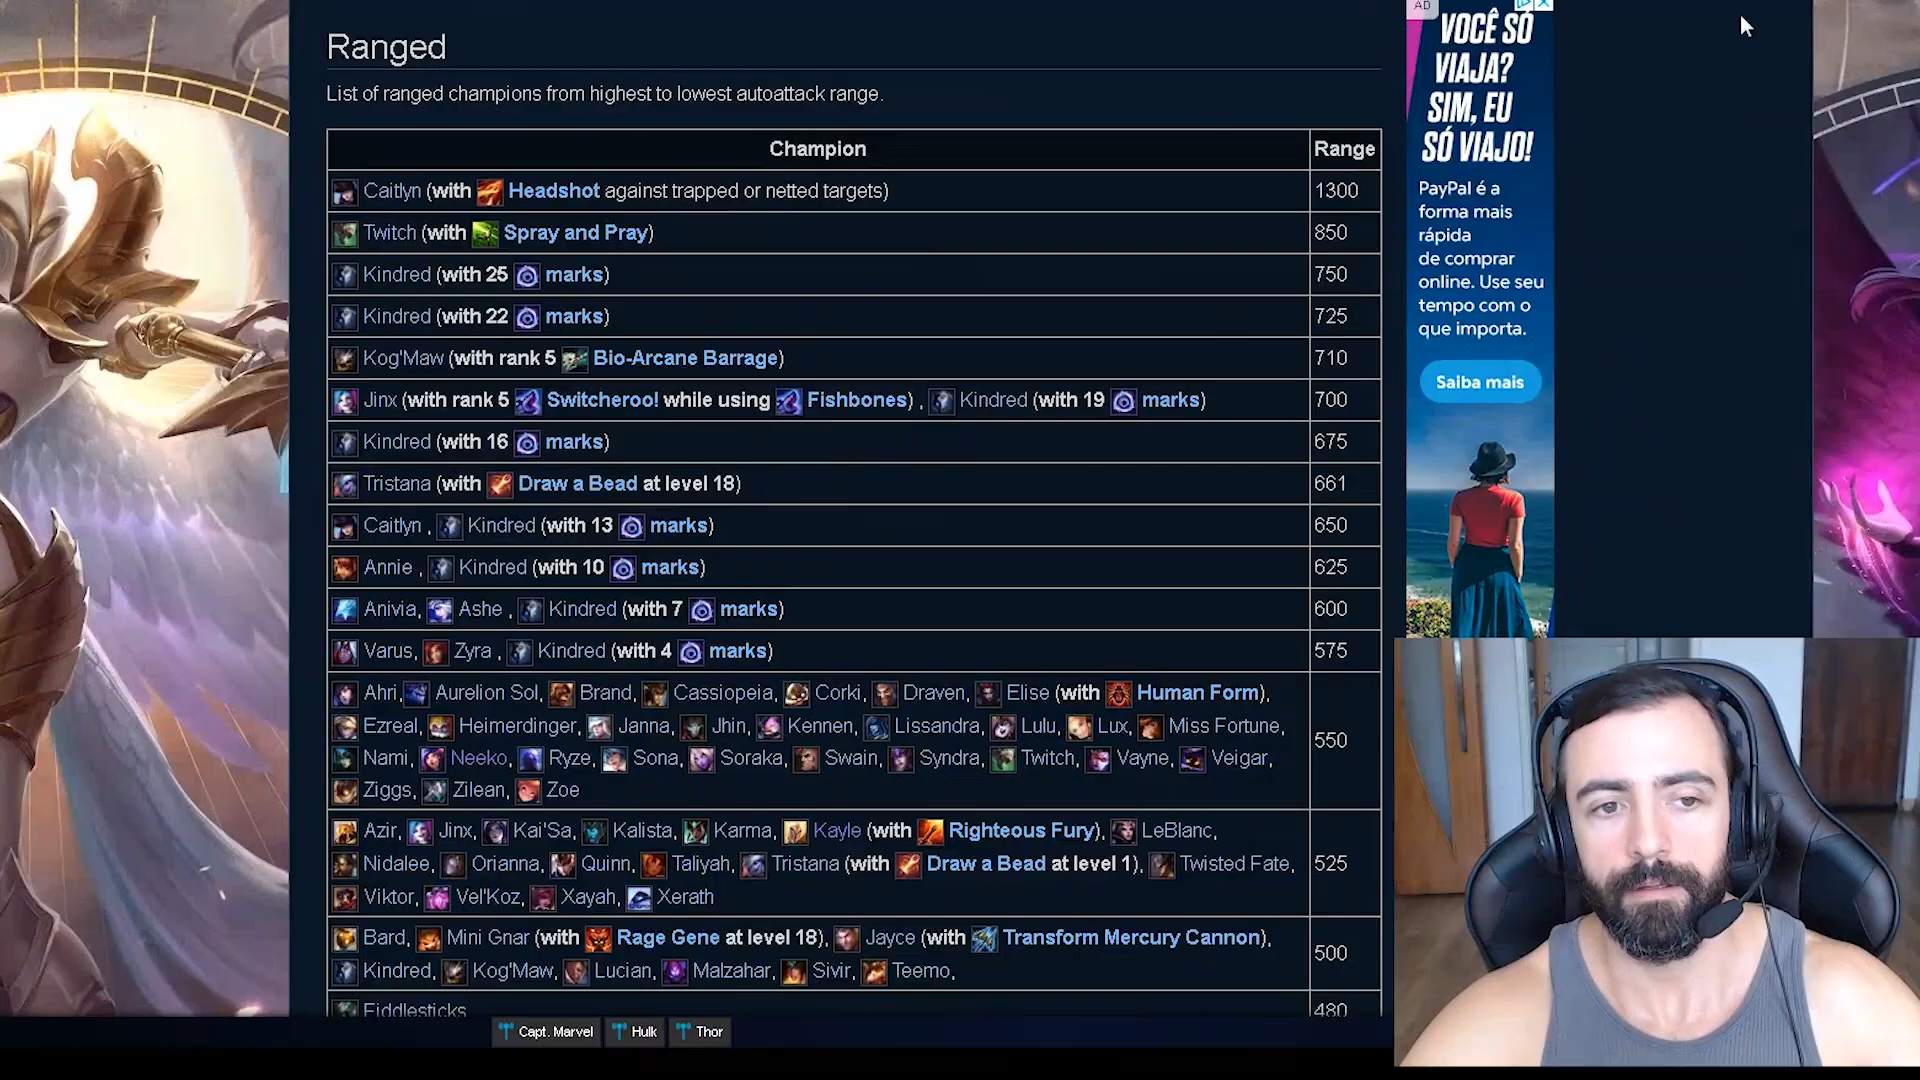 Ranged
List of ranged champions from highest to lowest autoattack range.
Champion Range
Caitlyn (with Headshot against trapped or netted targets) 1300
Twitch (with Spray and Pray) 850
Kindred (with 25 marks) 750
Kindred (with 22 marks) 725
Kog'Maw (with rank 5 Bio-Arcane Barrage) 710
Jinx (with rank 5 Switcheroo! while using Fishbones) , Kindred (with 19 marks) 700
Kindred (with 16 marks) 675
Tristana (with Draw a Bead at level 18) 661
Caitlyn , Kindred (with 13 marks) 650
Annie , Kindred (with 10 marks) 625
Anivia, Ashe , Kindred (with 7 marks) 600
Varus, Zyra , Kindred (with 4 marks) 575
Ahri, Aurelion Sol, Brand, Cassiopeia, Corki, Draven, Elise (with Human Form),
Ezreal, Heimerdinger, Janna, Jhin, Kennen, Lissandra, Lulu, Lux, Miss Fortune,
Nami, Neeko, Ryze, Sona, Soraka, Swain, Syndra, Twitch, Vayne, Veigar,
Ziggs, Zilean, Zoe
550
Azir, Jinx, Kai'Sa, Kalista, Karma, Kayle (with Righteous Fury), LeBlanc,
Nidalee, Orianna, Quinn, Taliyah, Tristana (with Draw a Bead at level 1), Twisted Fate,
Viktor, Vel'Koz, Xayah, Xerath
525
Bard, Mini Gnar (with Rage Gene at level 18), Jayce (with Transform Mercury Cannon),
Kindred, Kog'Maw, Lucian, Malzahar, Sivir, Teemo,
500
Fiddlesticks 480
Capt. Marvel Hulk Thor
AD
VOCÊ SÓ
VIAJA?
SIM, EU
SÓ VIAJO!
PayPal é a
forma mais
rápida
de comprar
online. Use seu
tempo com o
que importa.
Saiba mais